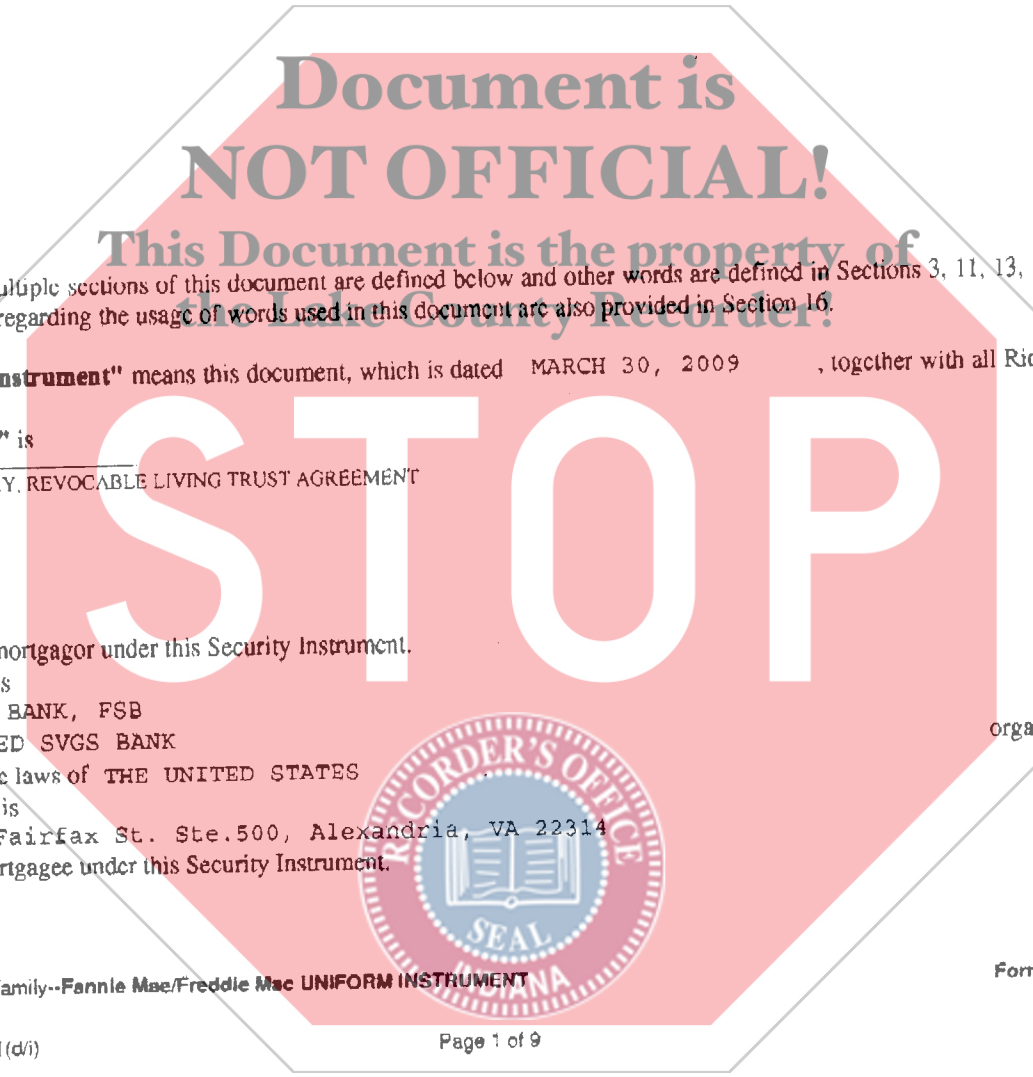 Document is
NOT OFFICIAL!
This Document is the property of
the Lake County Recorder!
ultiple sections of this document are defined below and other words are defined in Sections 3, 11, 13,
regarding the usage of words used in this document are also provided in Section 16.
nstrument" means this document, which is dated MARCH 30, 2009 , together with all Rid
" is
Y, REVOCABLE LIVING TRUST AGREEMENT
STOP
mortgagor under this Security Instrument.
s
BANK, FSB
ED SVGS BANK
orga
e laws of THE UNITED STATES
is
Fairfax St. Ste.500, Alexandria, VA 22314
rtgagee under this Security Instrument.
RECORDER'S OFFICE
SEAL
INDIANA
amily--Fannie Mae/Freddie Mac UNIFORM INSTRUMENT
Form
(d/i)
Page 1 of 9